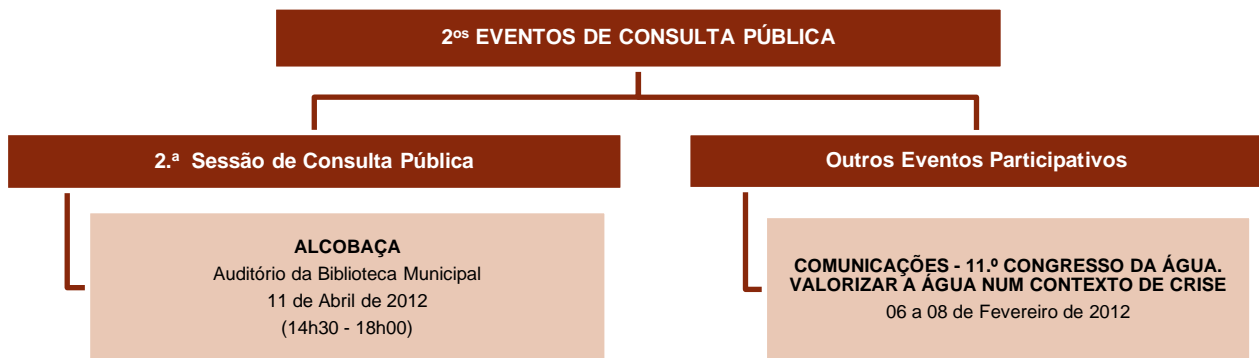 2ºˢ EVENTOS DE CONSULTA PÚBLICA
2.ª Sessão de Consulta Pública
ALCOBAÇA
Auditório da Biblioteca Municipal
11 de Abril de 2012
(14h30 - 18h00)
Outros Eventos Participativos
COMUNICAÇÕES - 11.º CONGRESSO DA ÁGUA.
VALORIZAR A ÁGUA NUM CONTEXTO DE CRISE
06 a 08 de Fevereiro de 2012